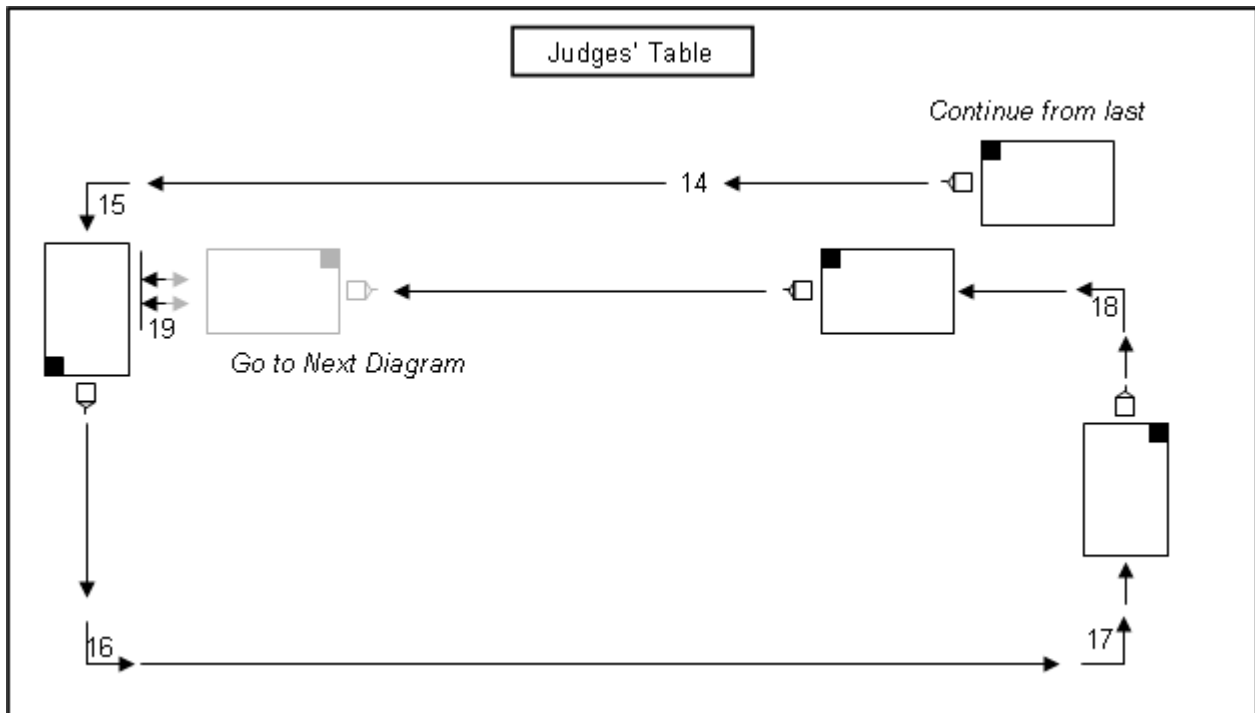 Judges' Table
Continue from last
14
15
18
19
Go to Next Diagram
16
17